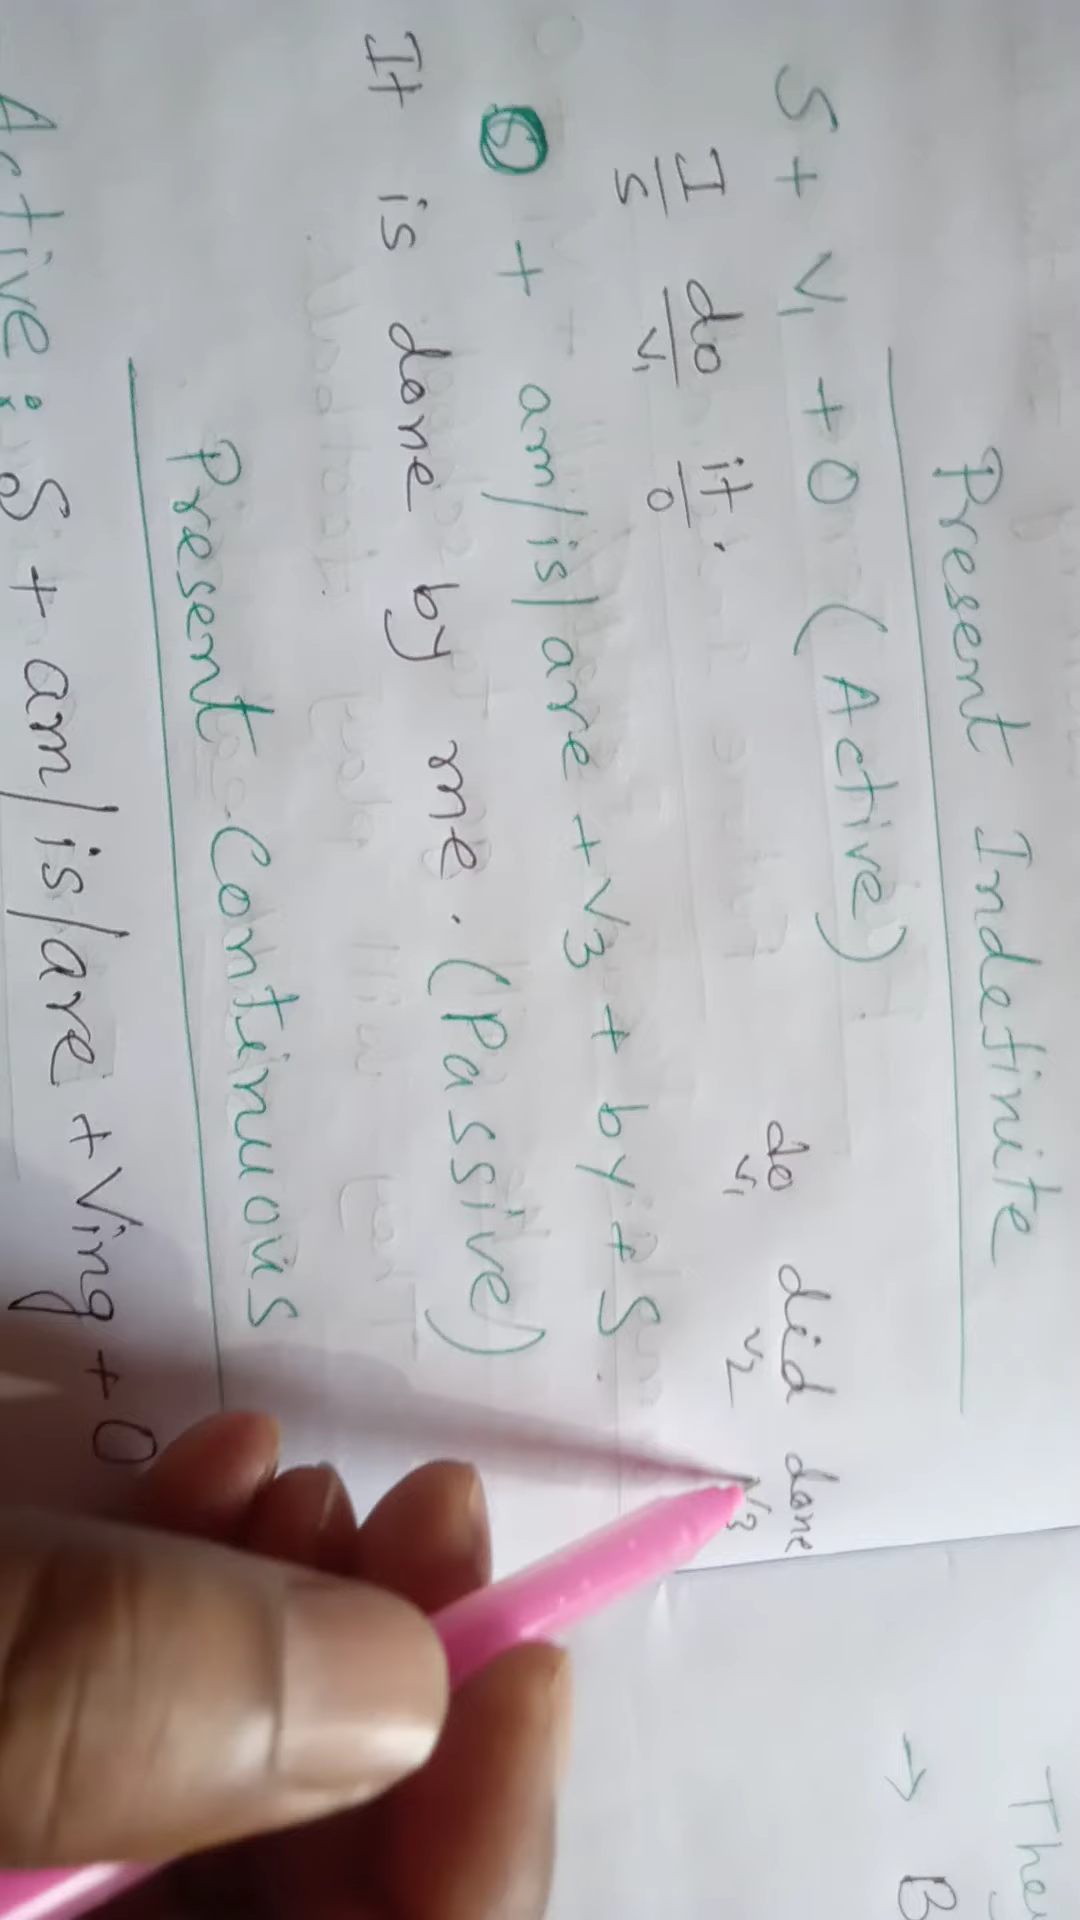 Present Indefinite
S + V1 + O (Active)
I do it.
S V1 O
do did done
V1 V2 V3
O + am/is/are + V3 + by + S
It is done by me. (Passive)
Present Continuous
Active: S + am/is/are + Ving + O
→ B